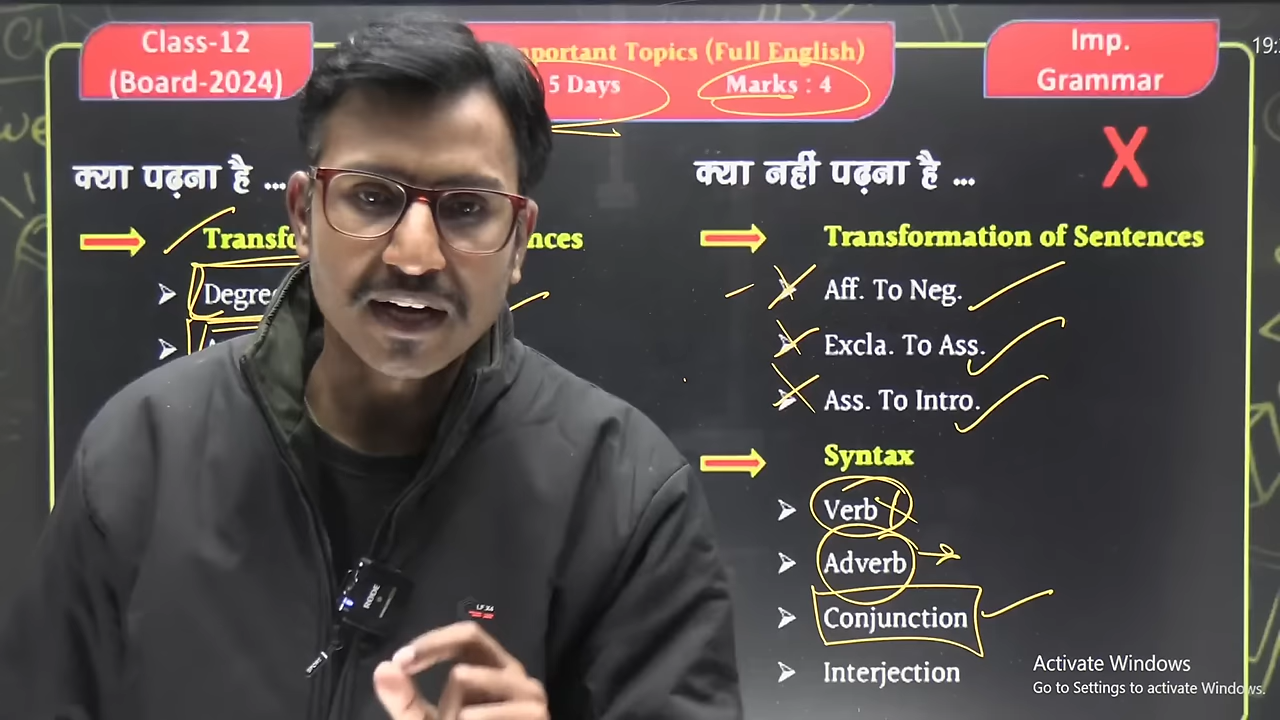 Class-12
(Board-2024)
Important Topics (Full English)
5 Days
Marks : 4
Imp.
Grammar
19:
क्या पढ़ना है ...
क्या नहीं पढ़ना है ...
X
Transformation of Sentences
Aff. To Neg.
Excla. To Ass.
Ass. To Intro.
Syntax
Verb
Adverb
Conjunction
Interjection
RODE
Activate Windows
Go to Settings to activate Windows.